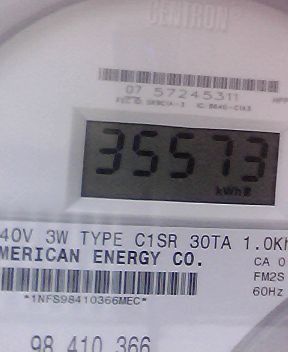 CENTRON
07 57245311
35573
kWh
40V 3W TYPE C1SR 30TA 1.0Kh
MERICAN ENERGY CO.
CA 0
FM2S
60Hz
*1NFS98410366MEC*
98 410 366